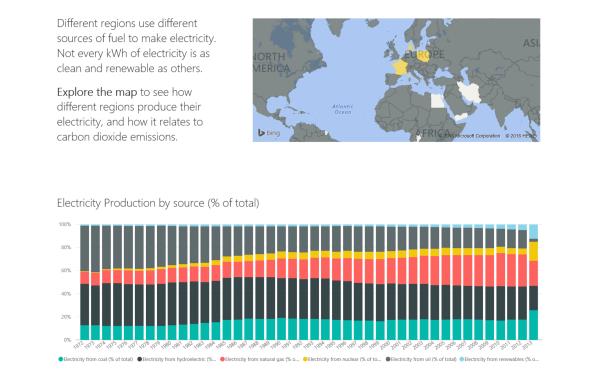 Different regions use different
sources of fuel to make electricity.
Not every kWh of electricity is as
clean and renewable as others.
Explore the map to see how
different regions produce their
electricity, and how it relates to
carbon dioxide emissions.
NORTH
AMERICA
EUROPE
ASI
Atlantic
Ocean
AFRICA
bing
Microsoft Corporation © 2016 HERE
Electricity Production by source (% of total)
100%
80%
60%
40%
20%
0%
1972 1973 1974 1975 1976 1977 1978 1979 1980 1981 1982 1983 1984 1985 1986 1987 1988 1989 1990 1991 1992 1993 1994 1995 1996 1997 1998 1999 2000 2001 2002 2003 2004 2005 2006 2007 2008 2009 2010 2011 2012 2013
Electricity from coal (% of total) Electricity from hydroelectric (%... Electricity from natural gas (% o... Electricity from nuclear (% of to... Electricity from oil (% of total) Electricity from renewables (% o...